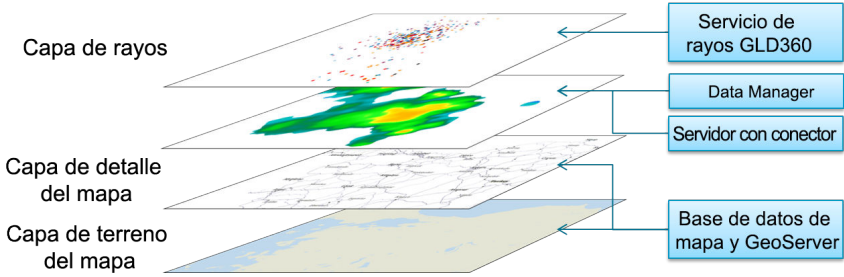 Capa de rayos
Servicio de
rayos GLD360
Data Manager
Servidor con conector
Capa de detalle
del mapa
Capa de terreno
del mapa
Base de datos de
mapa y GeoServer